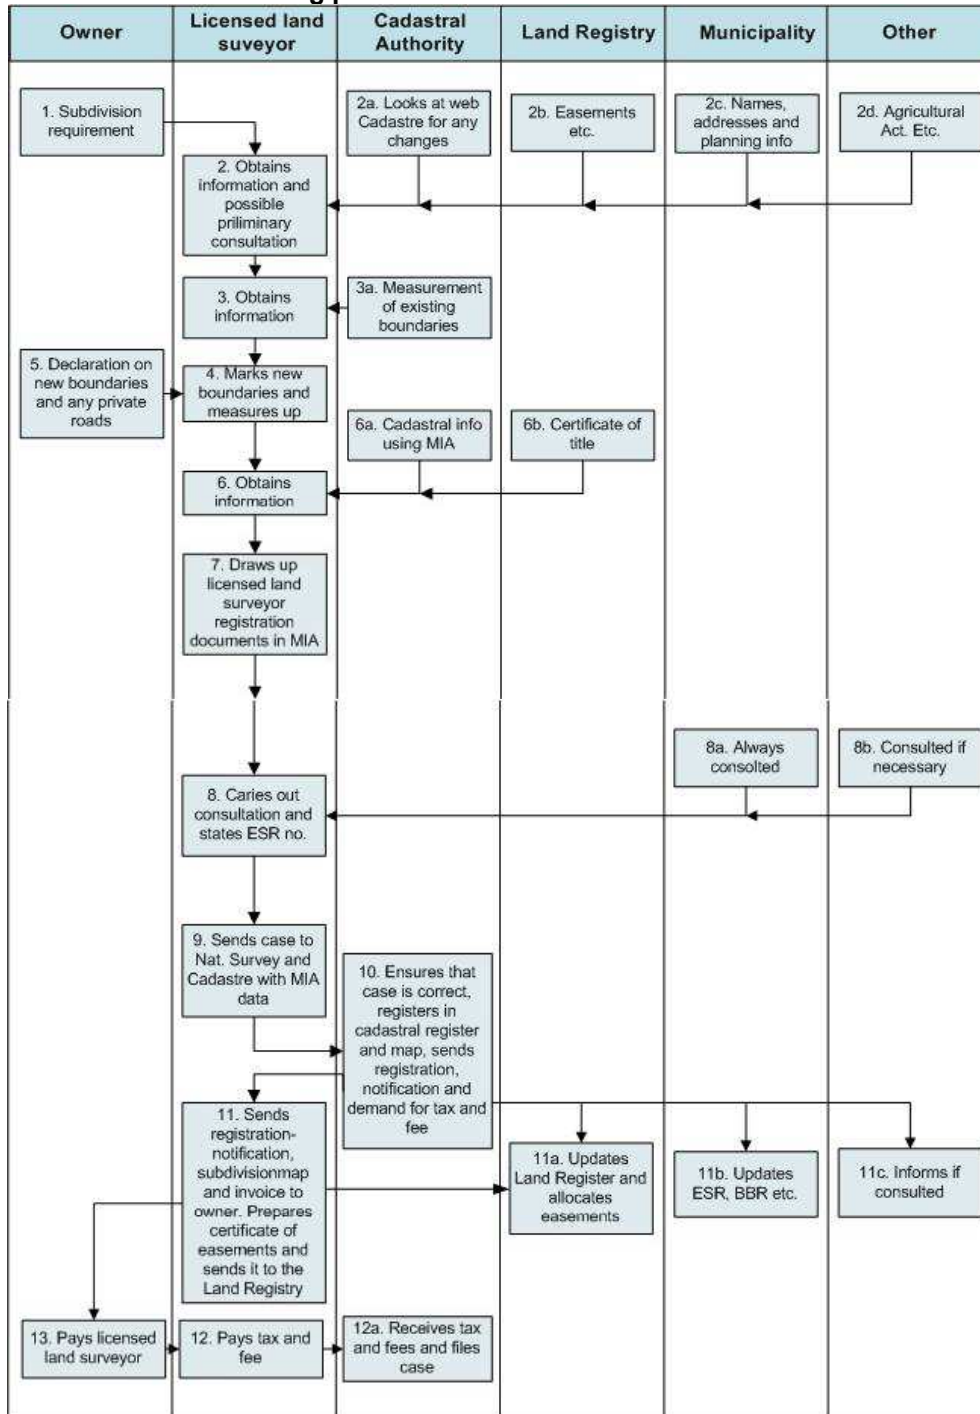 Owner
Licensed land
suveyor
Cadastral
Authority
Land Registry
Municipality
Other
1. Subdivision
requirement
2a. Looks at web
Cadastre for any
changes
2b. Easements
etc.
2c. Names,
addresses and
planning info
2d. Agricultural
Act. Etc.
2. Obtains
information and
possible
priliminary
consultation
3. Obtains
information
3a. Measurement
of existing
boundaries
5. Declaration on
new boundaries
and any private
roads
4. Marks new
boundaries and
measures up
6a. Cadastral info
using MIA
6b. Certificate of
title
6. Obtains
information
7. Draws up
licensed land
surveyor
registration
documents in MIA
8a. Always
consolted
8b. Consulted if
necessary
8. Caries out
consultation and
states ESR no.
9. Sends case to
Nat. Survey and
Cadastre with MIA
data
10. Ensures that
case is correct,
registers in
cadastral register
and map, sends
registration,
notification and
demand for tax and
fee
11. Sends
registration-
notification,
subdivisionmap
and invoice to
owner. Prepares
certificate of
easements and
sends it to the
Land Registry
11a. Updates
Land Register and
allocates
easements
11b. Updates
ESR, BBR etc.
11c. Informs if
consulted
13. Pays licensed
land surveyor
12. Pays tax and
fee
12a. Receives tax
and fees and files
case